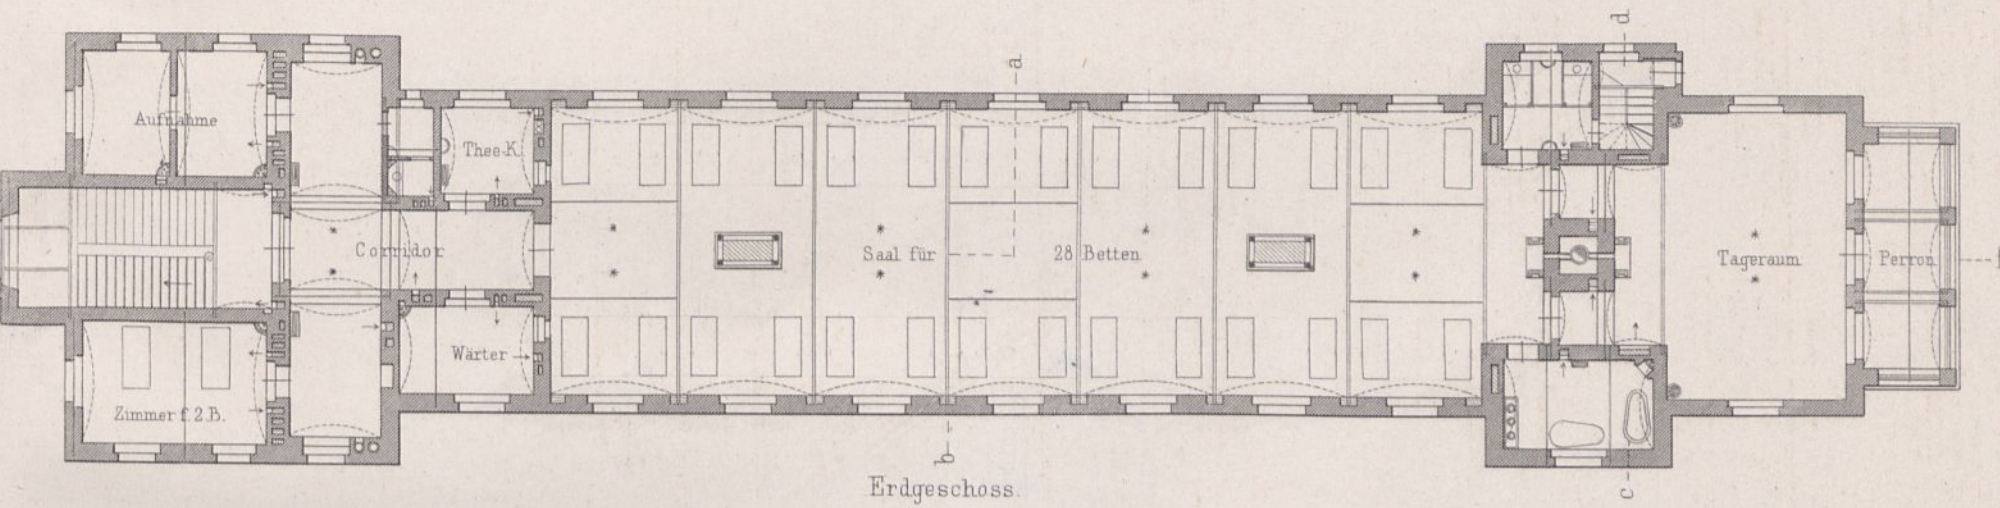 d
a
Aufnahme
Thee-K.
Corridor
Saal für 28 Betten
Tageraum
Perron
Wärter
Zimmer f. 2 B.
b
c
Erdgeschoss.